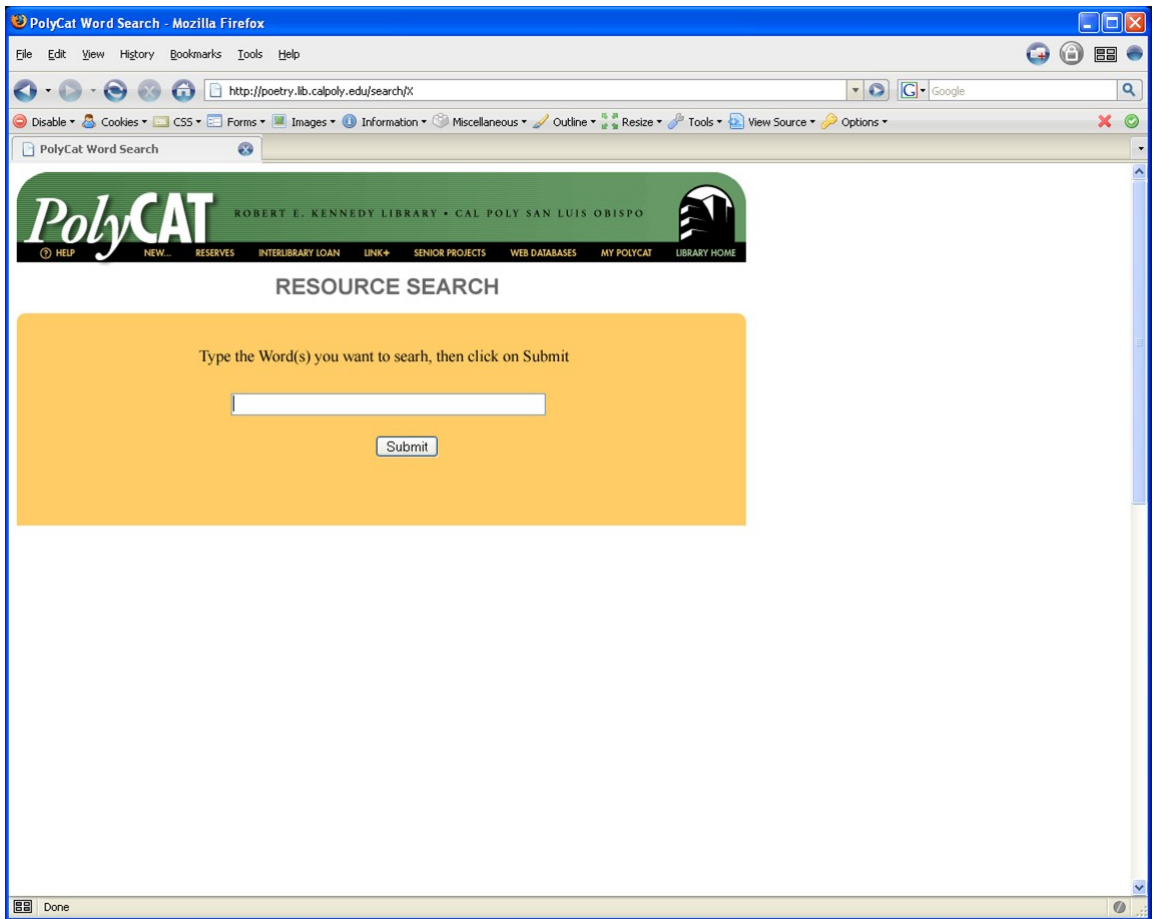 PolyCat Word Search - Mozilla Firefox
File Edit View History Bookmarks Tools Help
http://poetry.lib.calpoly.edu/search/X G Google
Disable Cookies CSS Forms Images Information Miscellaneous Outline Resize Tools View Source Options
PolyCat Word Search
PolyCAT ROBERT E. KENNEDY LIBRARY • CAL POLY SAN LUIS OBISPO
? HELP NEW... RESERVES INTERLIBRARY LOAN LINK+ SENIOR PROJECTS WEB DATABASES MY POLYCAT LIBRARY HOME
RESOURCE SEARCH
Type the Word(s) you want to searh, then click on Submit
Submit
Done